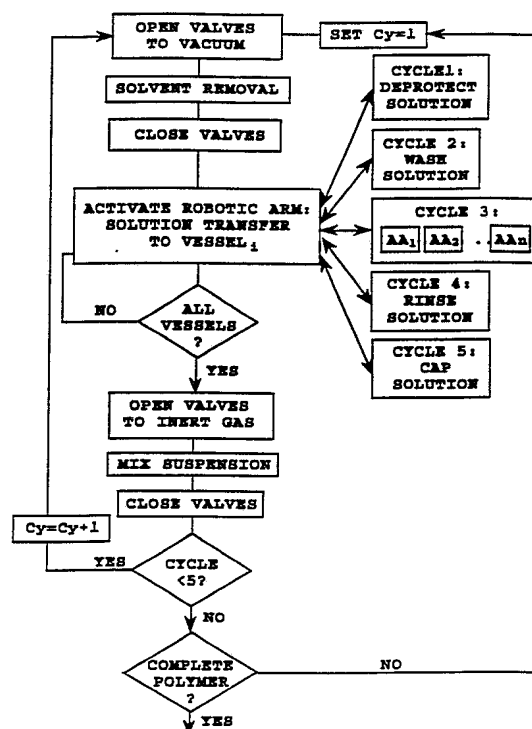 OPEN VALVES
TO VACUUM
SET Cy=1
SOLVENT REMOVAL
CLOSE VALVES
ACTIVATE ROBOTIC ARM:
SOLUTION TRANSFER
TO VESSELi
CYCLE1:
DEPROTECT
SOLUTION
CYCLE 2:
WASH
SOLUTION
CYCLE 3:
AA1 AA2 .. AAn
CYCLE 4:
RINSE
SOLUTION
CYCLE 5:
CAP
SOLUTION
NO
ALL
VESSELS
?
YES
OPEN VALVES
TO INERT GAS
MIX SUSPENSION
CLOSE VALVES
Cy=Cy+1
YES
CYCLE
<5?
NO
COMPLETE
POLYMER
?
NO
YES